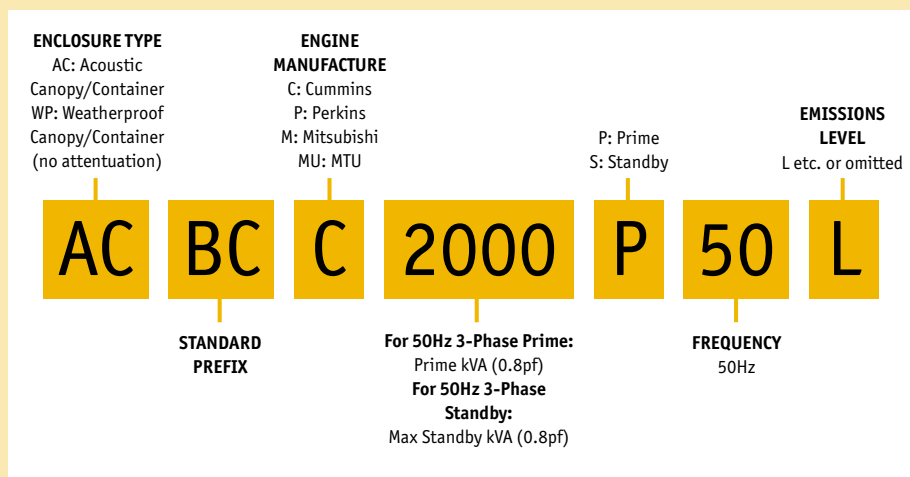 ENCLOSURE TYPE
AC: Acoustic
Canopy/Container
WP: Weatherproof
Canopy/Container
(no attentuation)
ENGINE
MANUFACTURE
C: Cummins
P: Perkins
M: Mitsubishi
MU: MTU
P: Prime
S: Standby
EMISSIONS
LEVEL
L etc. or omitted
AC BC C 2000 P 50 L
STANDARD
PREFIX
For 50Hz 3-Phase Prime:
Prime kVA (0.8pf)
For 50Hz 3-Phase
Standby:
Max Standby kVA (0.8pf)
FREQUENCY
50Hz